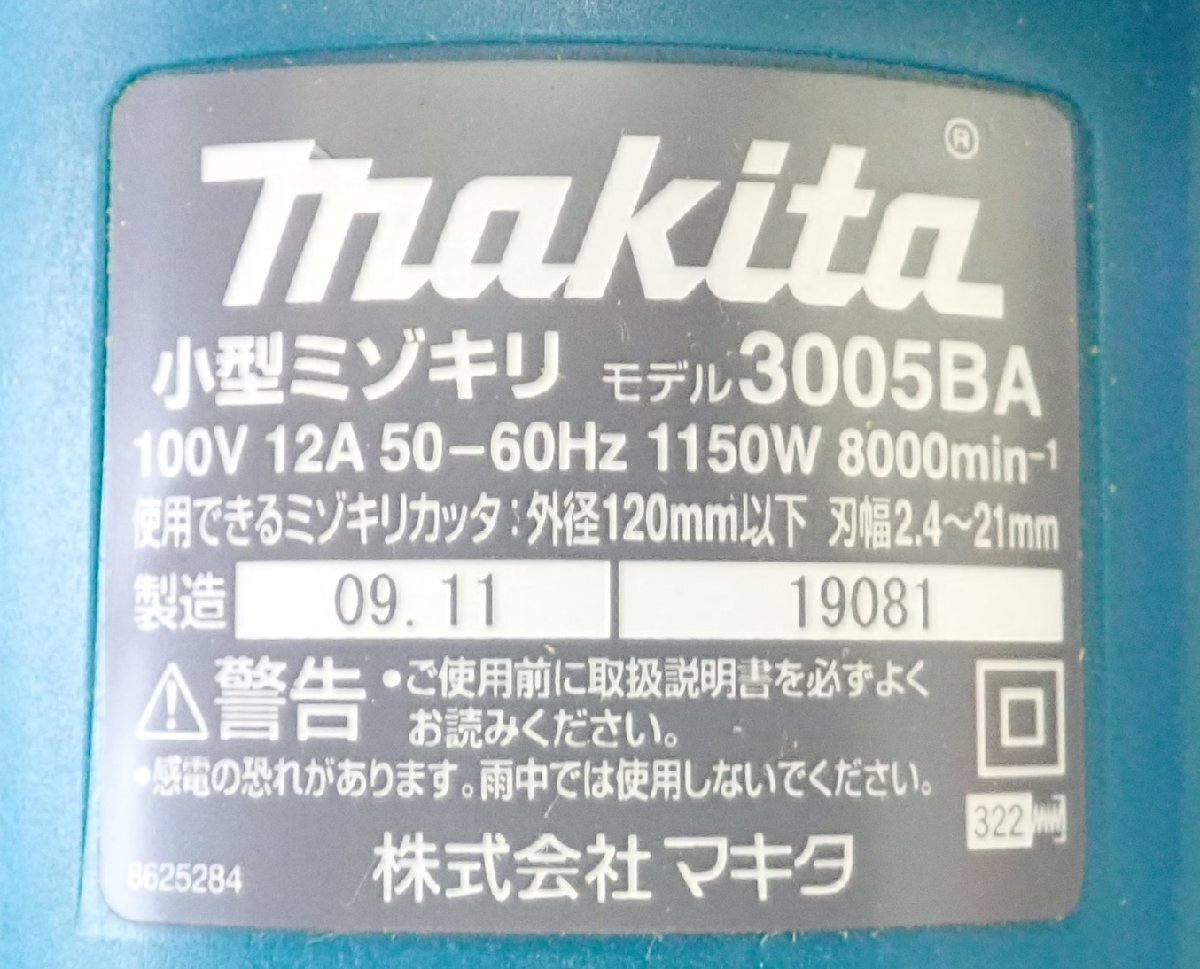 makita®
小型ミゾキリ モデル3005BA
100V 12A 50-60Hz 1150W 8000min⁻¹
使用できるミゾキリカッタ:外径120mm以下 刃幅2.4～21mm
製造 09.11 19081
警告 •ご使用前に取扱説明書を必ずよく
お読みください。
•感電の恐れがあります。雨中では使用しないでください。
322
8625284 株式会社マキタ